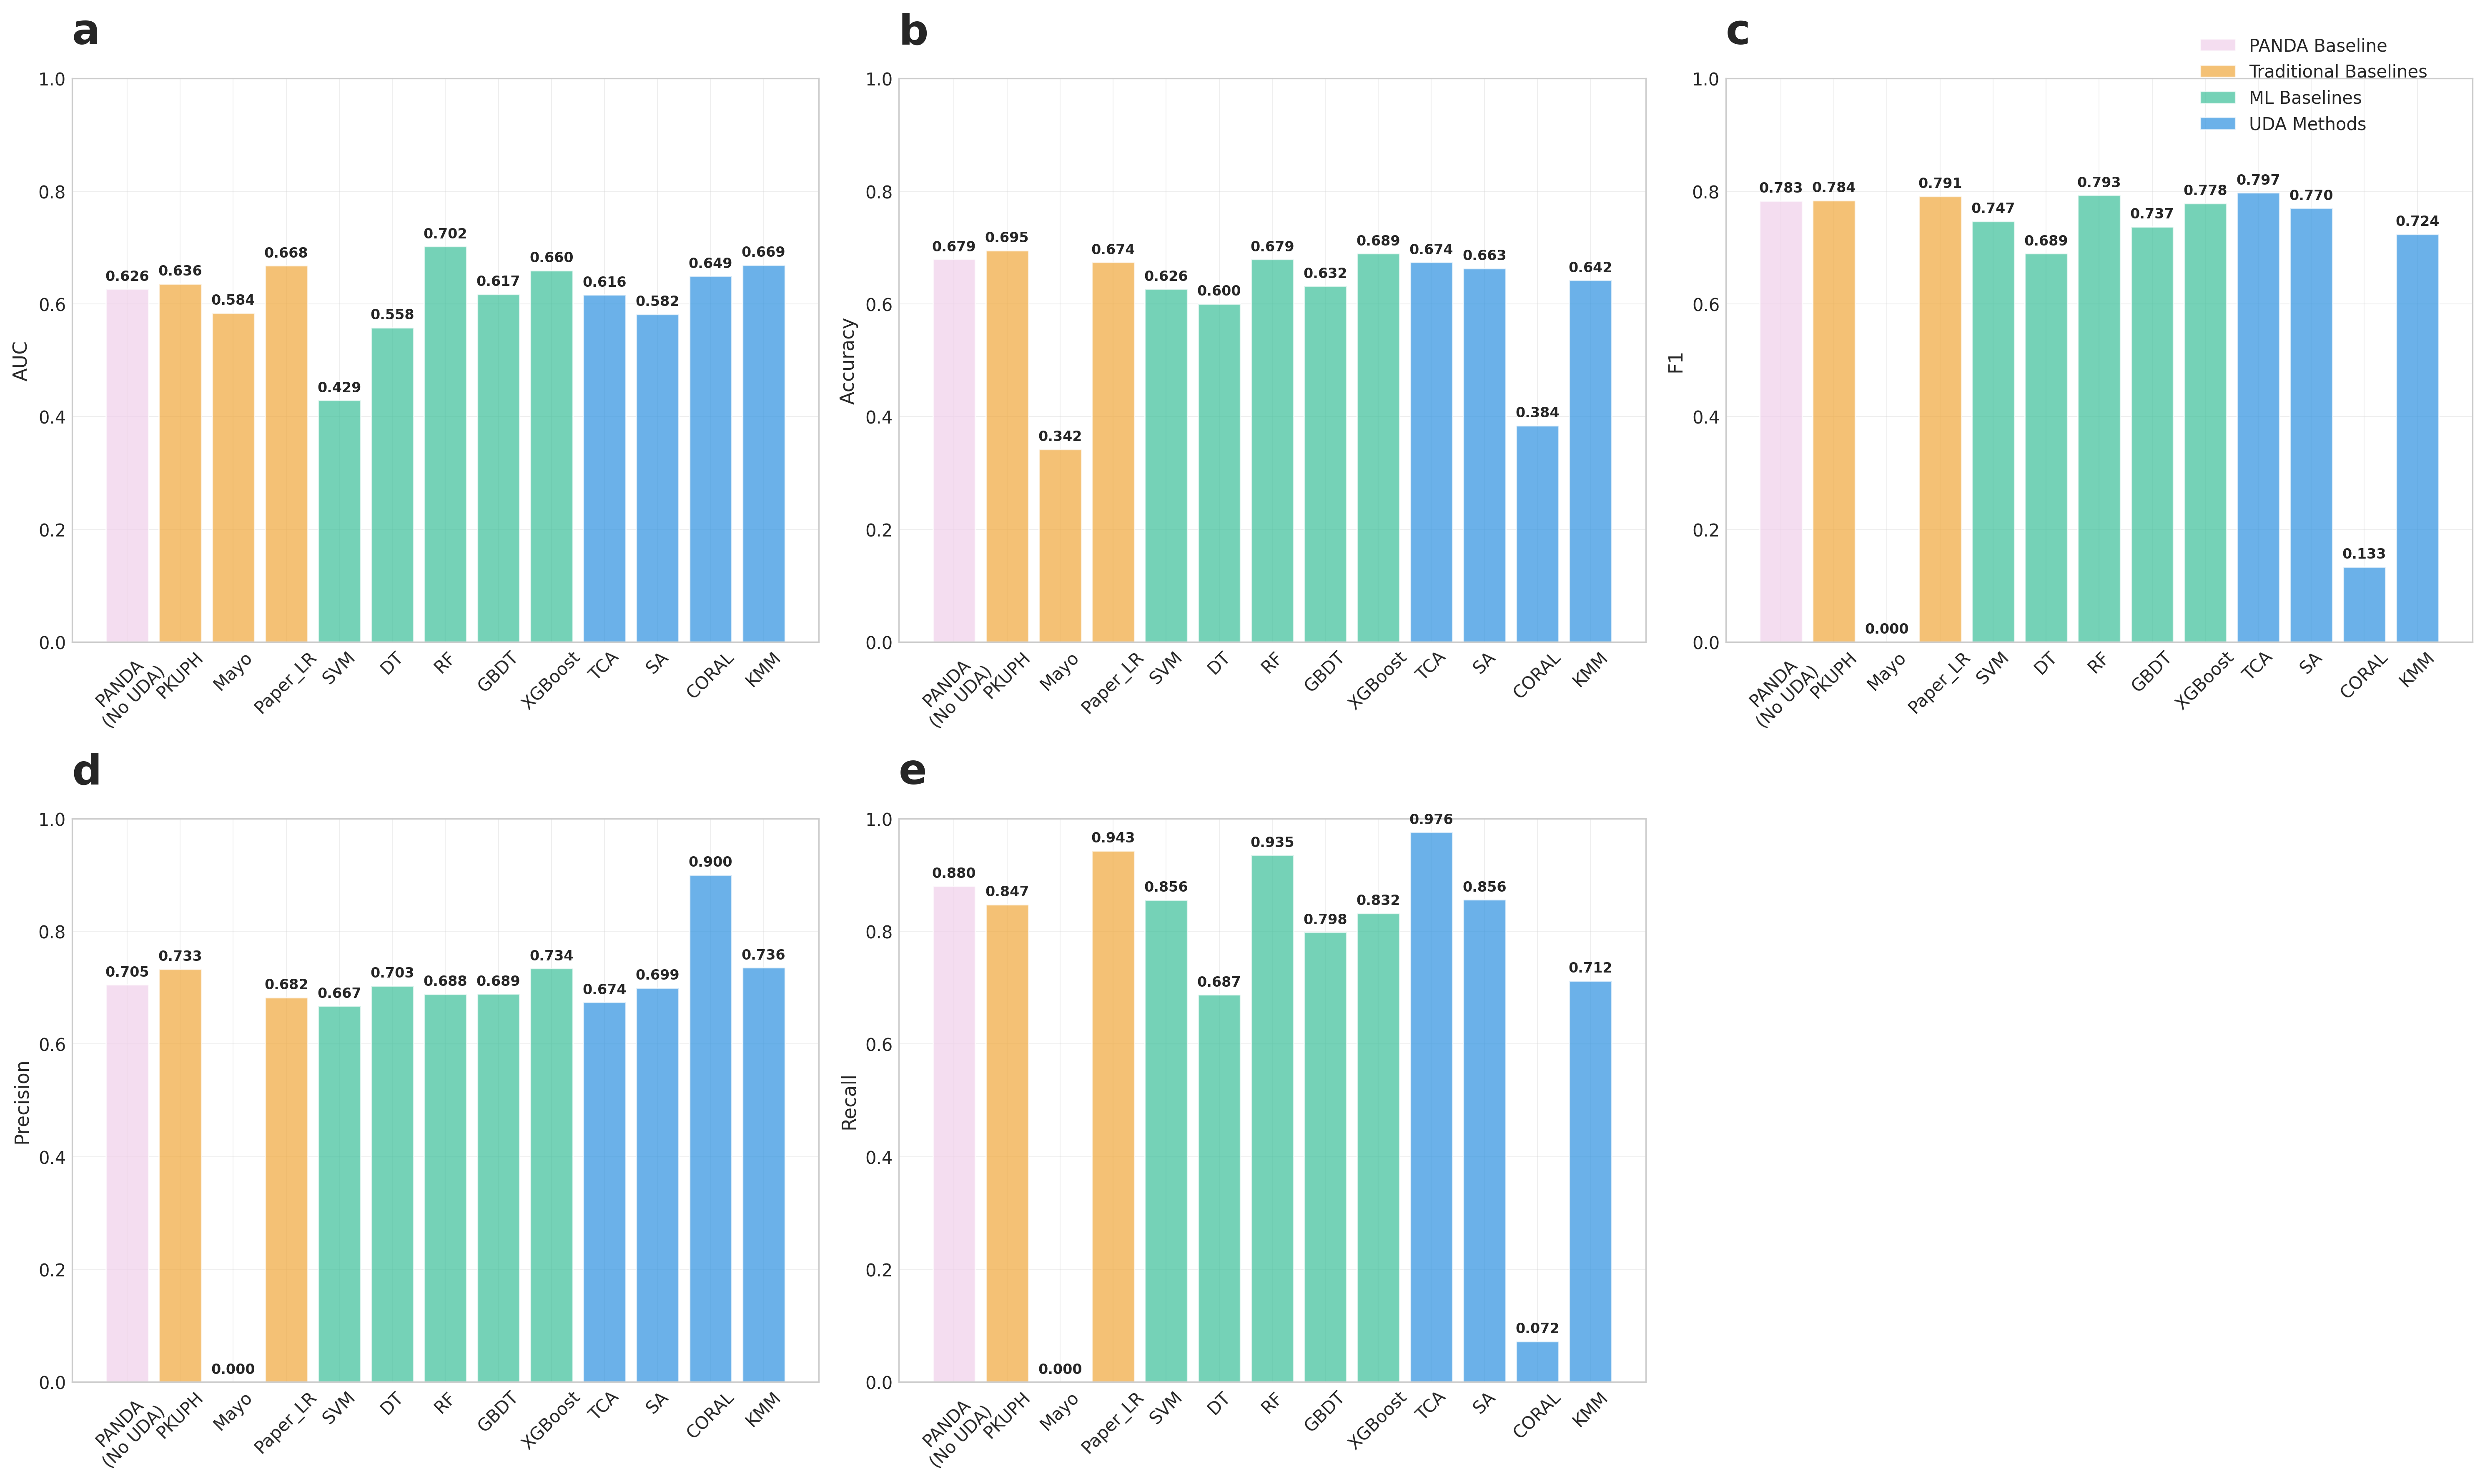 a
1.0
0.8
0.6
0.4
0.2
0.0
AUC
0.626
0.636
0.584
0.668
0.429
0.558
0.702
0.617
0.660
0.616
0.582
0.649
0.669
PANDA
(No UDA)
PKUPH
Mayo
Paper_LR
SVM
DT
RF
GBDT
XGBoost
TCA
SA
CORAL
KMM
b
1.0
0.8
0.6
0.4
0.2
0.0
Accuracy
0.679
0.695
0.342
0.674
0.626
0.600
0.679
0.632
0.689
0.674
0.663
0.384
0.642
PANDA
(No UDA)
PKUPH
Mayo
Paper_LR
SVM
DT
RF
GBDT
XGBoost
TCA
SA
CORAL
KMM
c
PANDA Baseline
Traditional Baselines
ML Baselines
UDA Methods
1.0
0.8
0.6
0.4
0.2
0.0
F1
0.783
0.784
0.000
0.791
0.747
0.689
0.793
0.737
0.778
0.797
0.770
0.133
0.724
PANDA
(No UDA)
PKUPH
Mayo
Paper_LR
SVM
DT
RF
GBDT
XGBoost
TCA
SA
CORAL
KMM
d
1.0
0.8
0.6
0.4
0.2
0.0
Precision
0.705
0.733
0.000
0.682
0.667
0.703
0.688
0.689
0.734
0.674
0.699
0.900
0.736
PANDA
(No UDA)
PKUPH
Mayo
Paper_LR
SVM
DT
RF
GBDT
XGBoost
TCA
SA
CORAL
KMM
e
1.0
0.8
0.6
0.4
0.2
0.0
Recall
0.880
0.847
0.000
0.943
0.856
0.687
0.935
0.798
0.832
0.976
0.856
0.072
0.712
PANDA
(No UDA)
PKUPH
Mayo
Paper_LR
SVM
DT
RF
GBDT
XGBoost
TCA
SA
CORAL
KMM